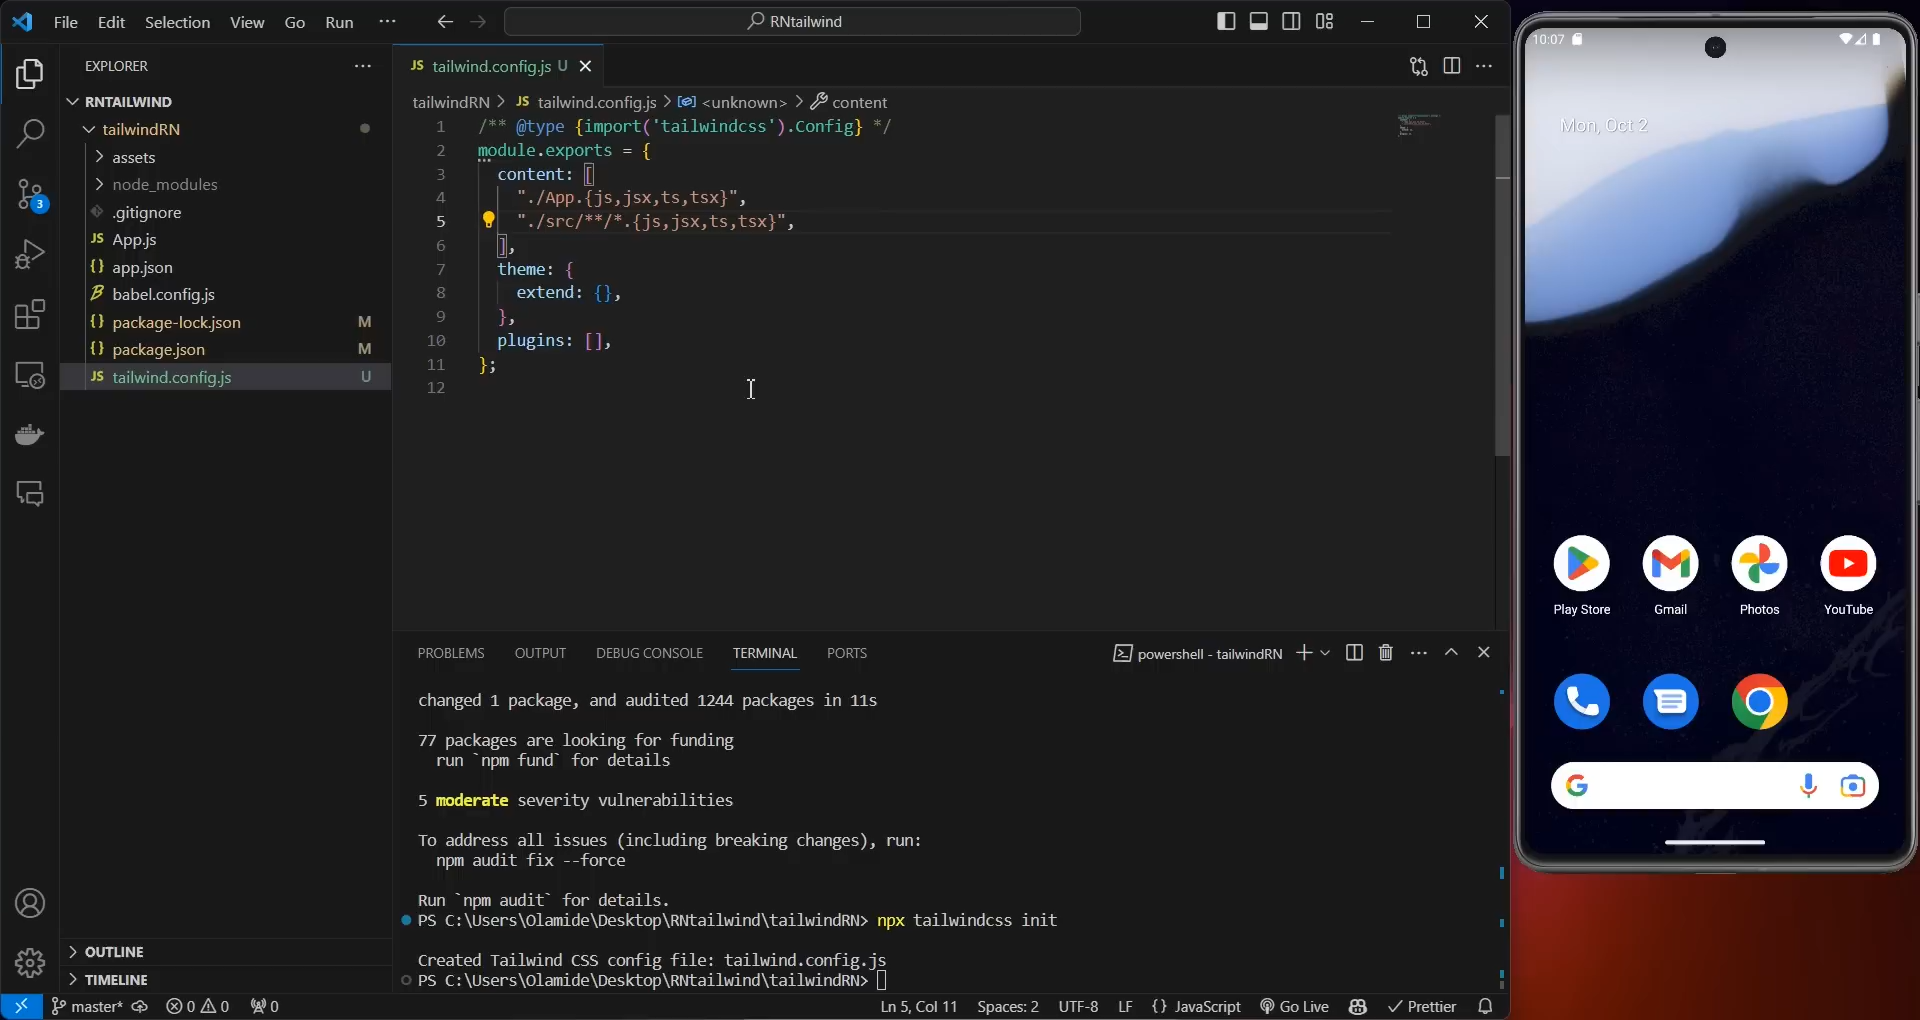 File Edit Selection View Go Run ···
RNtailwind
EXPLORER
RNTAILWIND
tailwindRN
assets
node_modules
.gitignore
JS App.js
{} app.json
babel.config.js
{} package-lock.json M
{} package.json M
JS tailwind.config.js U
OUTLINE
TIMELINE
3
JS tailwind.config.js U
tailwindRN > JS tailwind.config.js > <unknown> > content
1 /** @type {import('tailwindcss').Config} */
2 module.exports = {
3 content: [
4 "./App.{js,jsx,ts,tsx}",
5 "./src/**/*.{js,jsx,ts,tsx}",
6 ],
7 theme: {
8 extend: {},
9 },
10 plugins: [],
11 };
12
PROBLEMS OUTPUT DEBUG CONSOLE TERMINAL PORTS
powershell - tailwindRN
changed 1 package, and audited 1244 packages in 11s
77 packages are looking for funding
run `npm fund` for details
5 moderate severity vulnerabilities
To address all issues (including breaking changes), run:
npm audit fix --force
Run `npm audit` for details.
PS C:\Users\Olamide\Desktop\RNtailwind\tailwindRN> npx tailwindcss init
Created Tailwind CSS config file: tailwind.config.js
PS C:\Users\Olamide\Desktop\RNtailwind\tailwindRN>
master* 0 0 0
Ln 5, Col 11 Spaces: 2 UTF-8 LF {} JavaScript Go Live Prettier
10:07
Mon, Oct 2
Play Store Gmail Photos YouTube